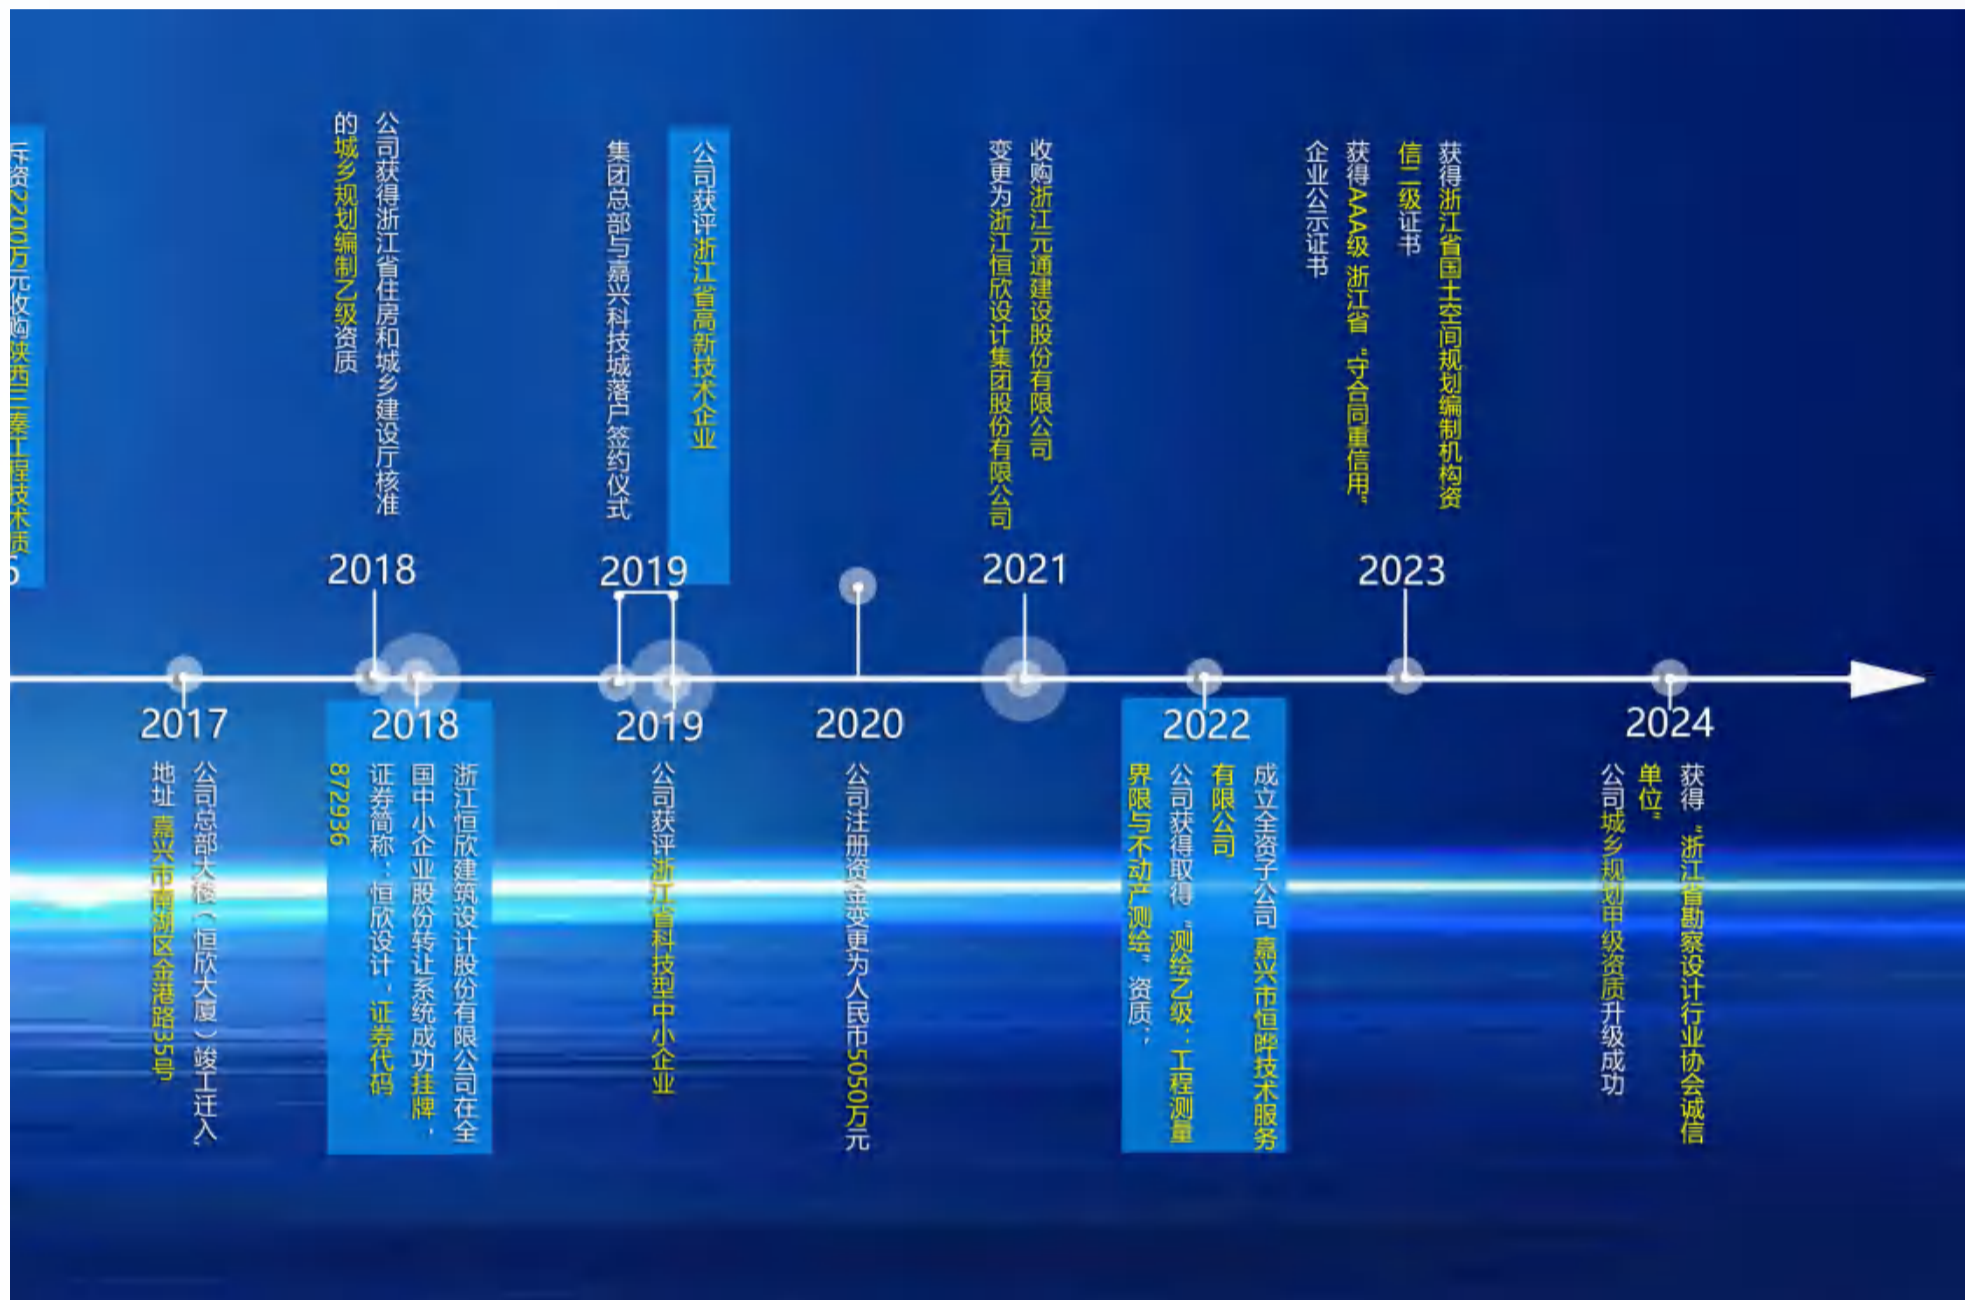 斥资2200万元收购陕西三秦工程技术质
2018
公司获得浙江省住房和城乡建设厅核准
的城乡规划编制乙级资质
2019
公司获评浙江省高新技术企业
集团总部与嘉兴科技城落户签约仪式
2021
收购浙江元通建设股份有限公司
变更为浙江恒欣设计集团股份有限公司
2023
获得浙江省国土空间规划编制机构资
信二级证书
获得AAA级 浙江省 “守合同重信用”
企业公示证书
2017
公司总部大楼（恒欣大厦）竣工迁入，
地址 嘉兴市南湖区金港路35号
2018
浙江恒欣建筑设计股份有限公司在全
国中小企业股份转让系统成功挂牌，
证券简称：恒欣设计，证券代码
872936
2019
公司获评浙江省科技型中小企业
2020
公司注册资金变更为人民币5050万元
2022
成立全资子公司 嘉兴市恒晔技术服务
有限公司
公司获得取得 “测绘乙级：工程测量
界限与不动产测绘” 资质；
2024
获得 “浙江省勘察设计行业协会诚信
单位”
公司城乡规划甲级资质升级成功